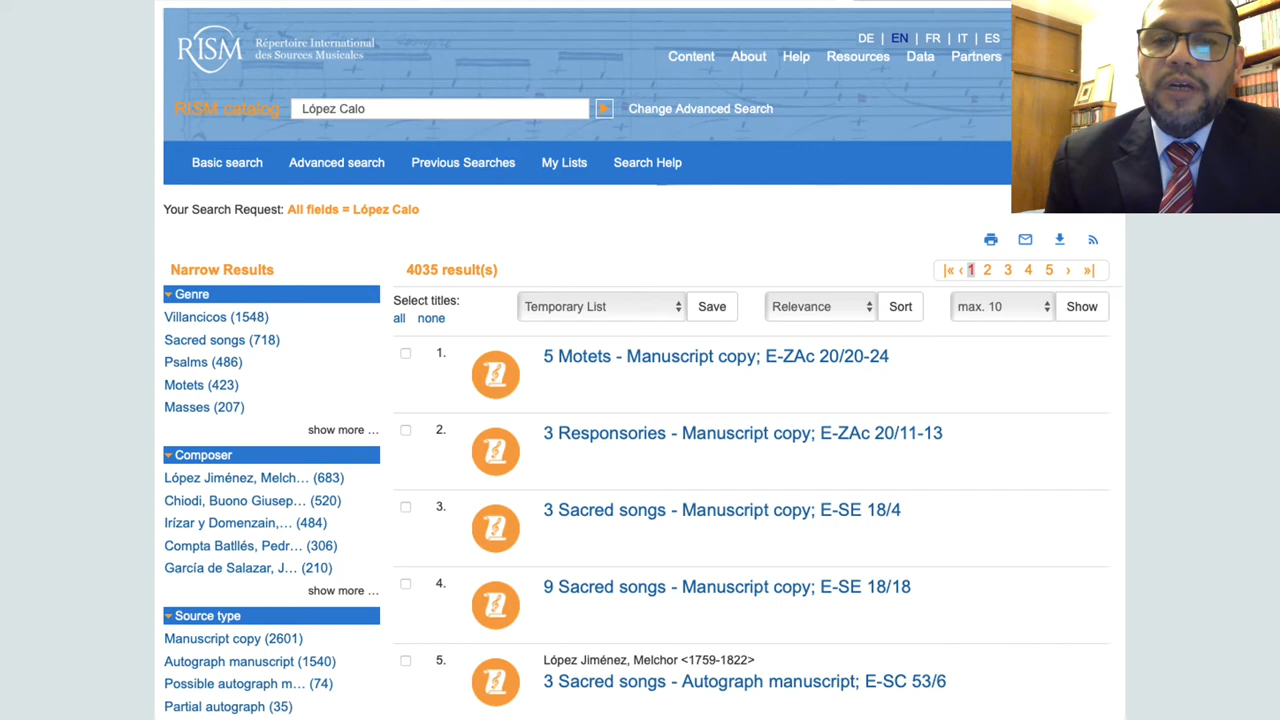 RISM Répertoire International
des Sources Musicales
DE | EN | FR | IT | ES
Content About Help Resources Data Partners
RISM catalog López Calo Change Advanced Search
Basic search Advanced search Previous Searches My Lists Search Help
Your Search Request: All fields = López Calo
Narrow Results
Genre
Villancicos (1548)
Sacred songs (718)
Psalms (486)
Motets (423)
Masses (207)
show more ...
Composer
López Jiménez, Melch... (683)
Chiodi, Buono Giusep... (520)
Irízar y Domenzain,... (484)
Compta Batllés, Pedr... (306)
García de Salazar, J... (210)
show more ...
Source type
Manuscript copy (2601)
Autograph manuscript (1540)
Possible autograph m... (74)
Partial autograph (35)
4035 result(s)
|« ‹ 1 2 3 4 5 › »|
Select titles:
all none
Temporary List Save Relevance Sort max. 10 Show
1. 5 Motets - Manuscript copy; E-ZAc 20/20-24
2. 3 Responsories - Manuscript copy; E-ZAc 20/11-13
3. 3 Sacred songs - Manuscript copy; E-SE 18/4
4. 9 Sacred songs - Manuscript copy; E-SE 18/18
5. López Jiménez, Melchor <1759-1822>
3 Sacred songs - Autograph manuscript; E-SC 53/6